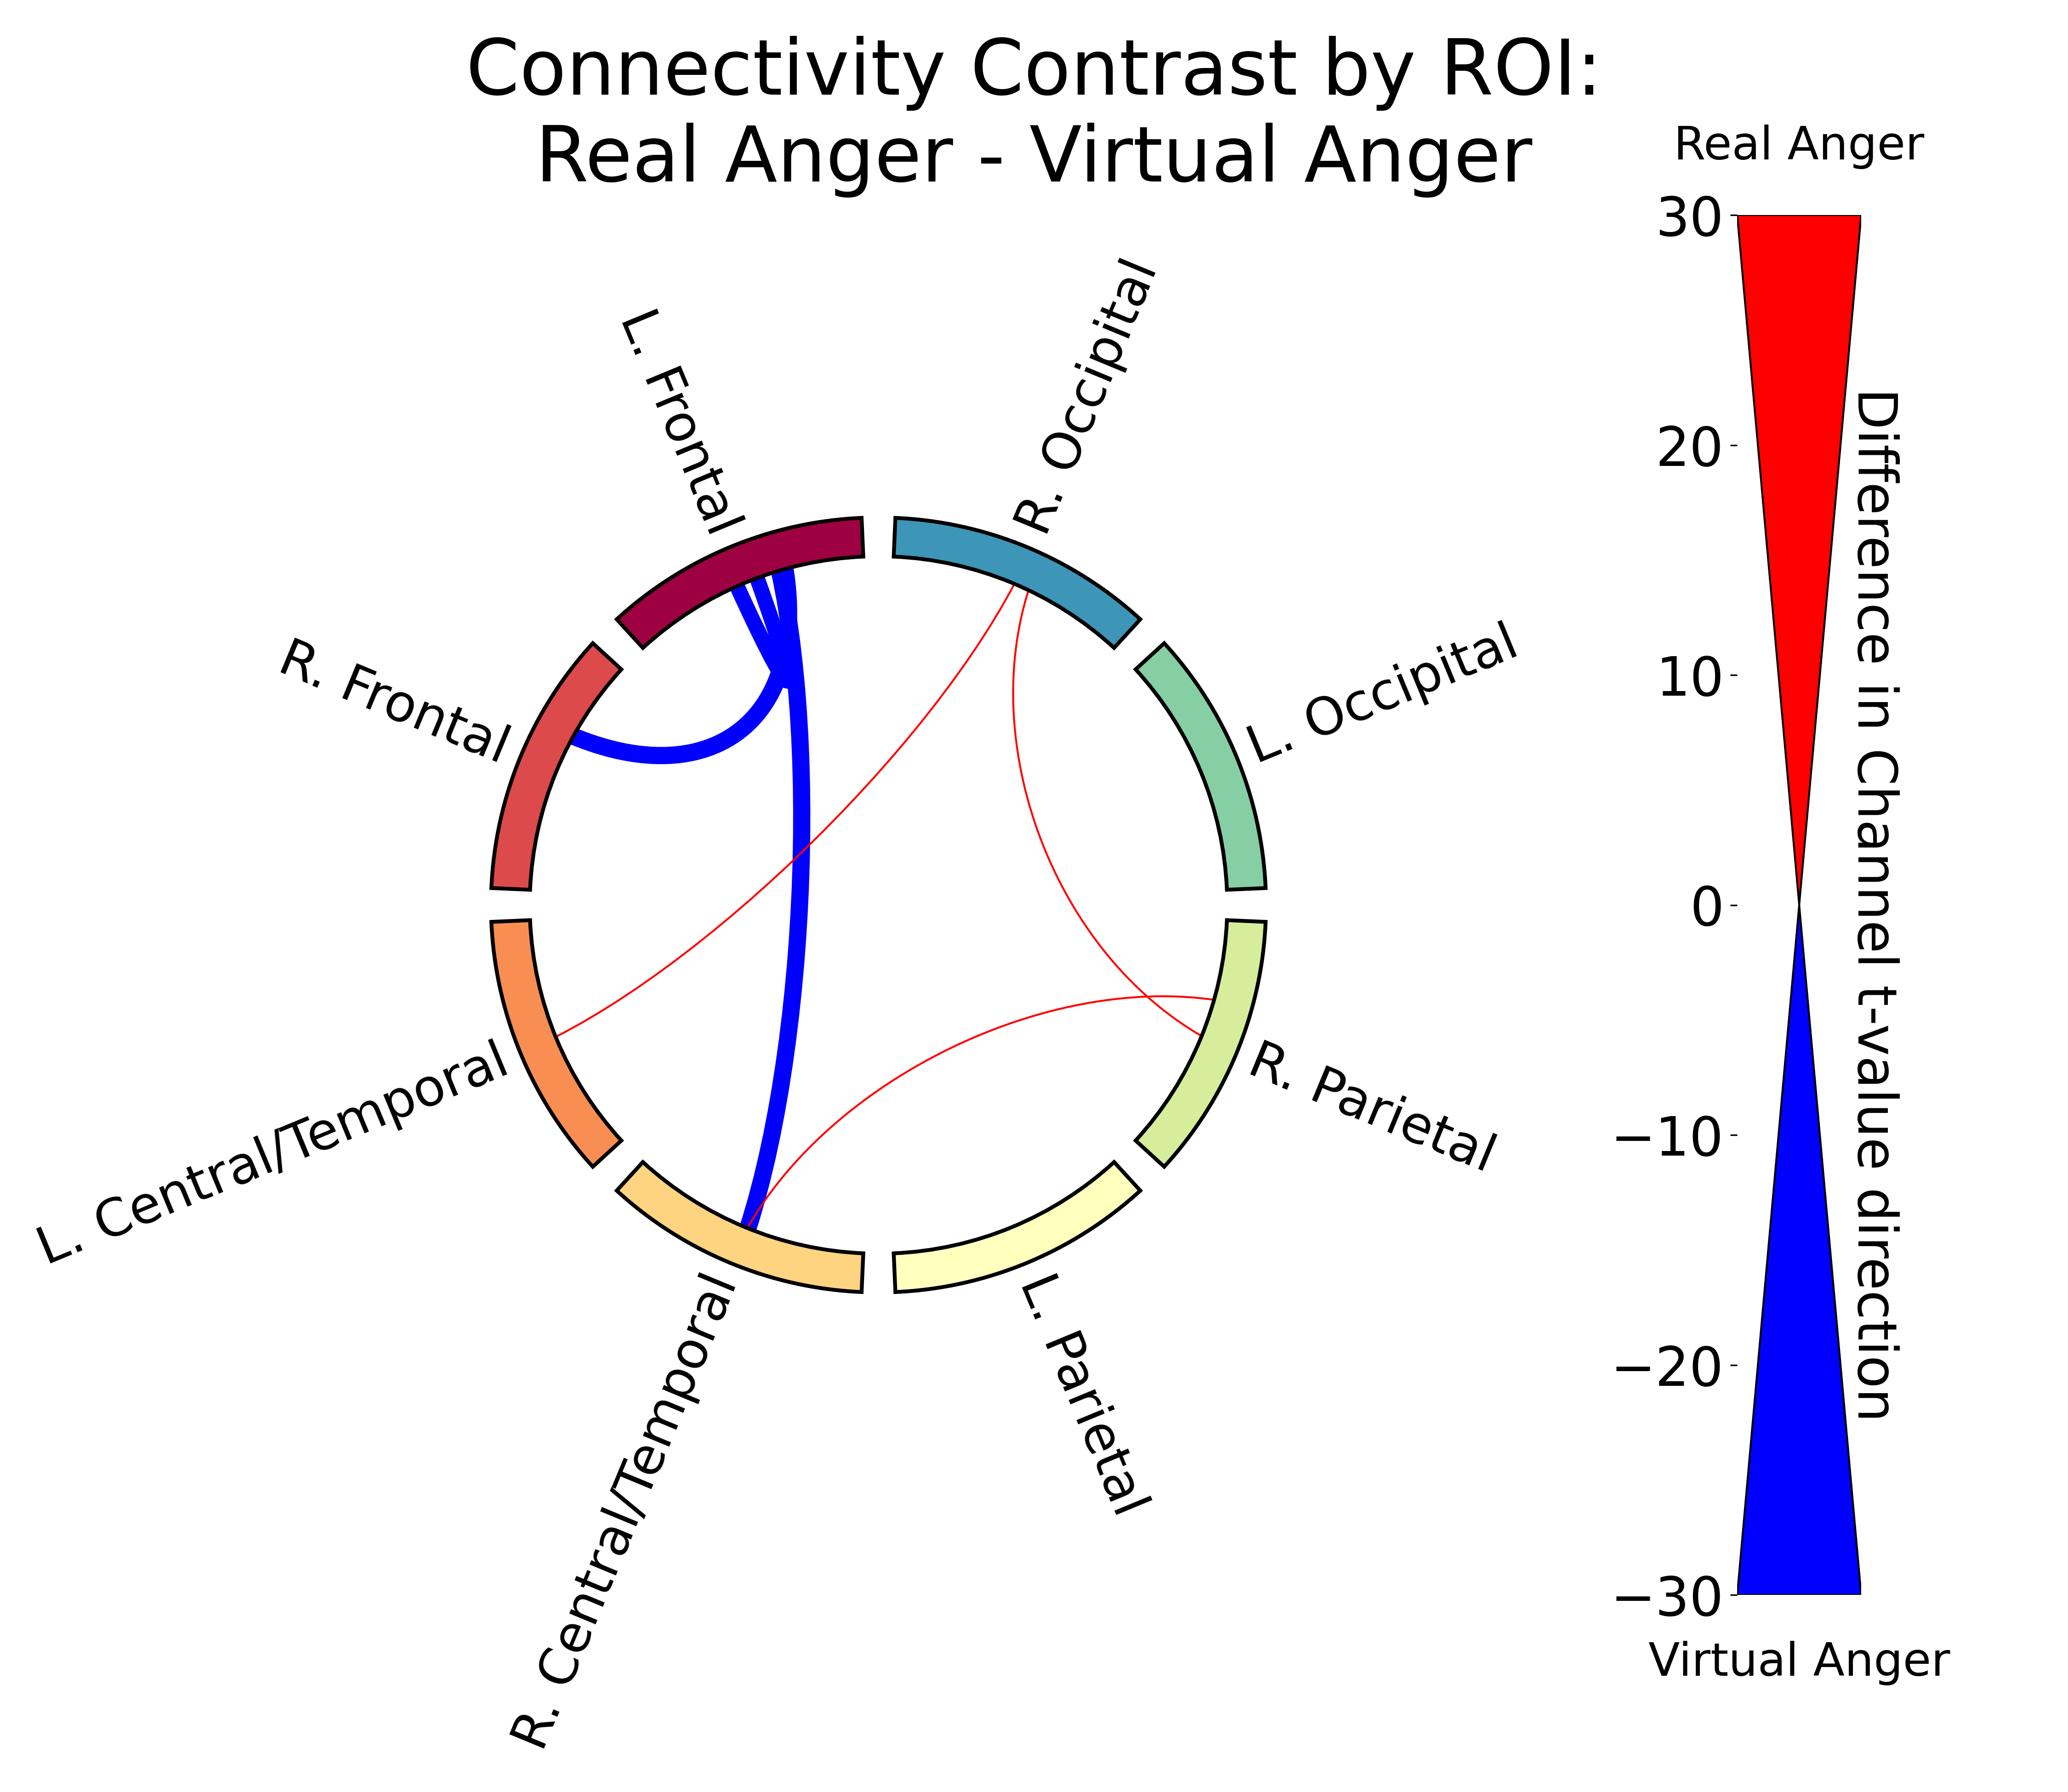 Connectivity Contrast by ROI:
Real Anger - Virtual Anger
Real Anger
30
20
10
0
−10
−20
−30
Virtual Anger
Difference in Channel t-value direction
L. Frontal
R. Occipital
R. Frontal
L. Occipital
L. Central/Temporal
R. Parietal
R. Central/Temporal
L. Parietal